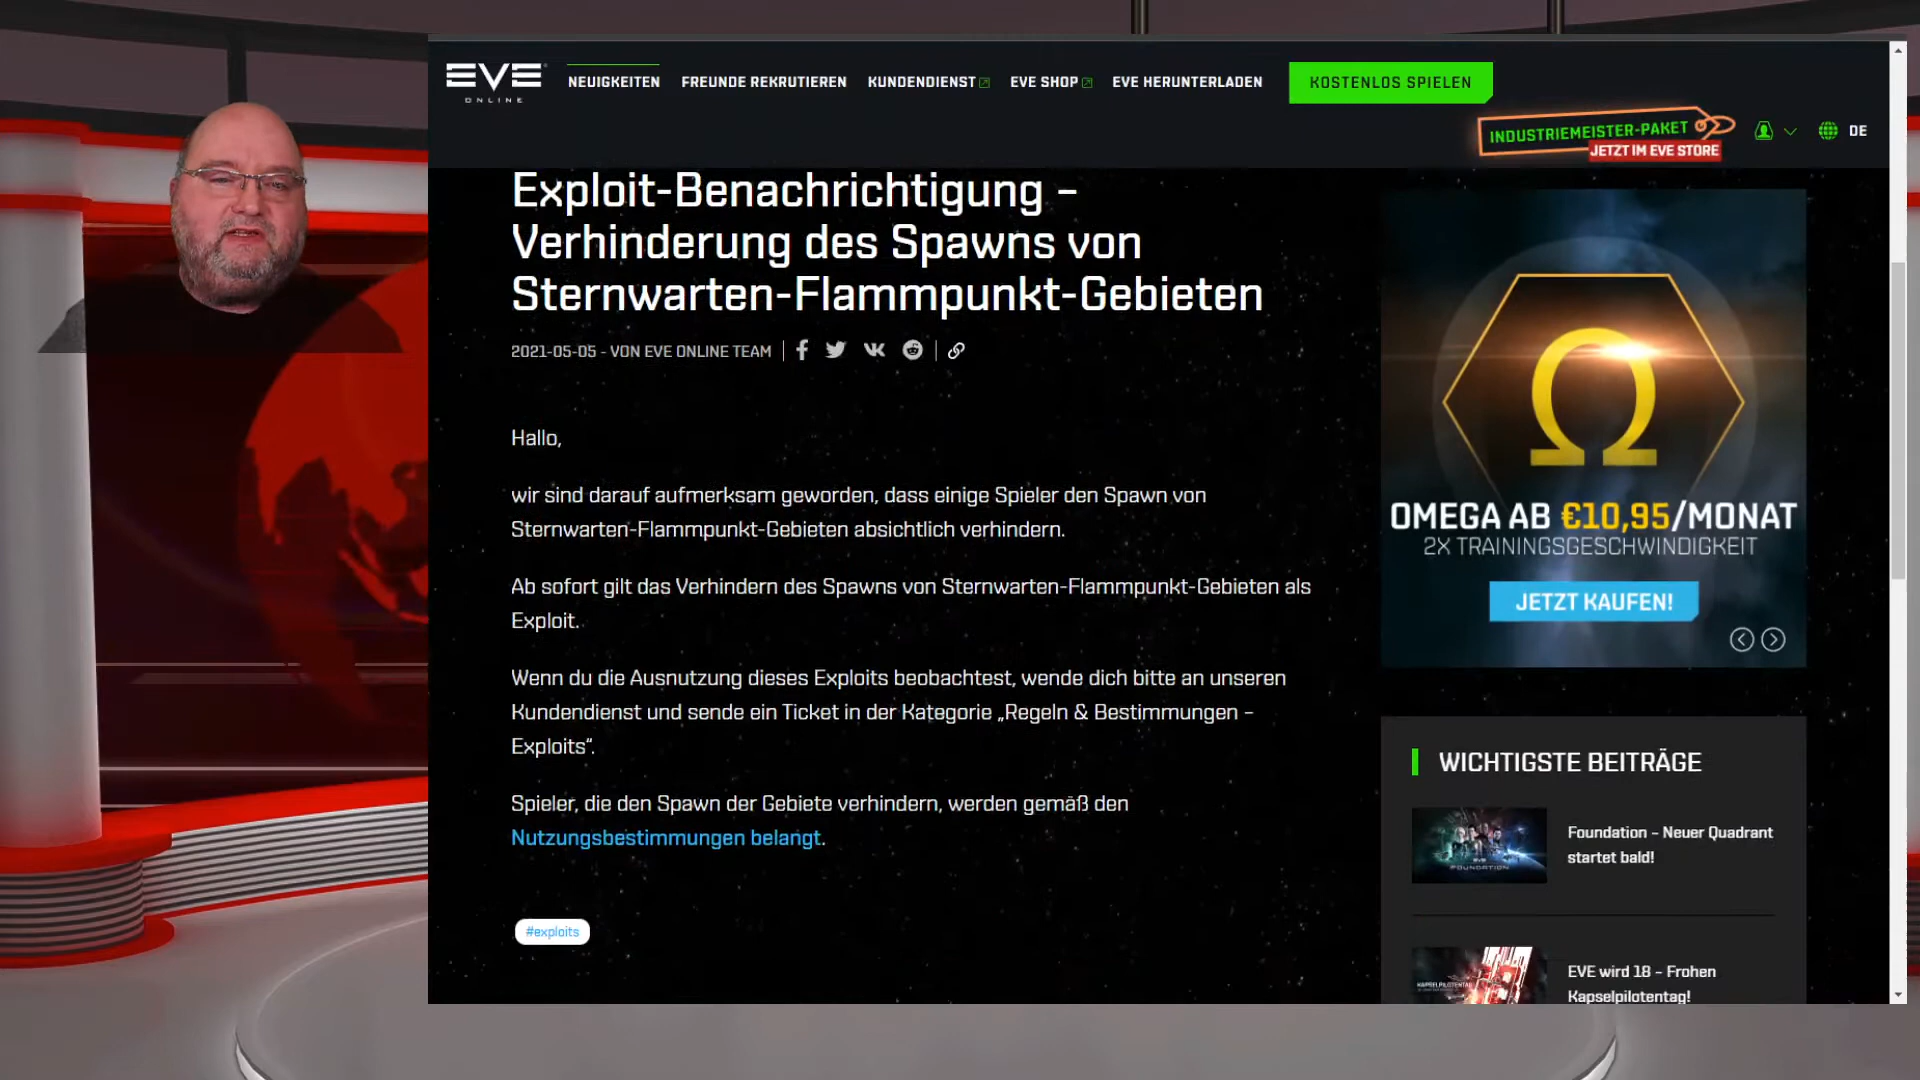 EVE
ONLINE
NEUIGKEITEN
FREUNDE REKRUTIEREN
KUNDENDIENST
EVE SHOP
EVE HERUNTERLADEN
KOSTENLOS SPIELEN
INDUSTRIEMEISTER-PAKET
JETZT IM EVE STORE
DE
Exploit-Benachrichtigung –
Verhinderung des Spawns von
Sternwarten-Flammpunkt-Gebieten
2021-05-05 - VON EVE ONLINE TEAM
Hallo,
wir sind darauf aufmerksam geworden, dass einige Spieler den Spawn von
Sternwarten-Flammpunkt-Gebieten absichtlich verhindern.
Ab sofort gilt das Verhindern des Spawns von Sternwarten-Flammpunkt-Gebieten als
Exploit.
Wenn du die Ausnutzung dieses Exploits beobachtest, wende dich bitte an unseren
Kundendienst und sende ein Ticket in der Kategorie „Regeln & Bestimmungen –
Exploits“.
Spieler, die den Spawn der Gebiete verhindern, werden gemäß den
Nutzungsbestimmungen belangt.
#exploits
Ω
OMEGA AB €10,95/MONAT
2X TRAININGSGESCHWINDIGKEIT
JETZT KAUFEN!
WICHTIGSTE BEITRÄGE
FOUNDATION
Foundation – Neuer Quadrant
startet bald!
KAPSELPILOTENTAG
EVE wird 18 – Frohen
Kapselpilotentag!